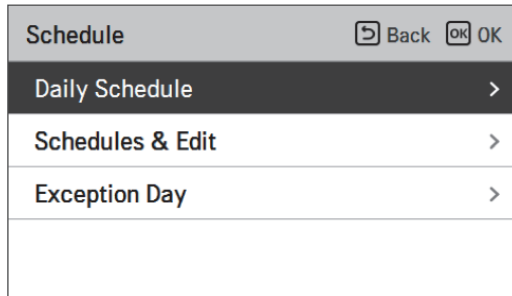 Schedule Back OK OK
Daily Schedule >
Schedules & Edit >
Exception Day >